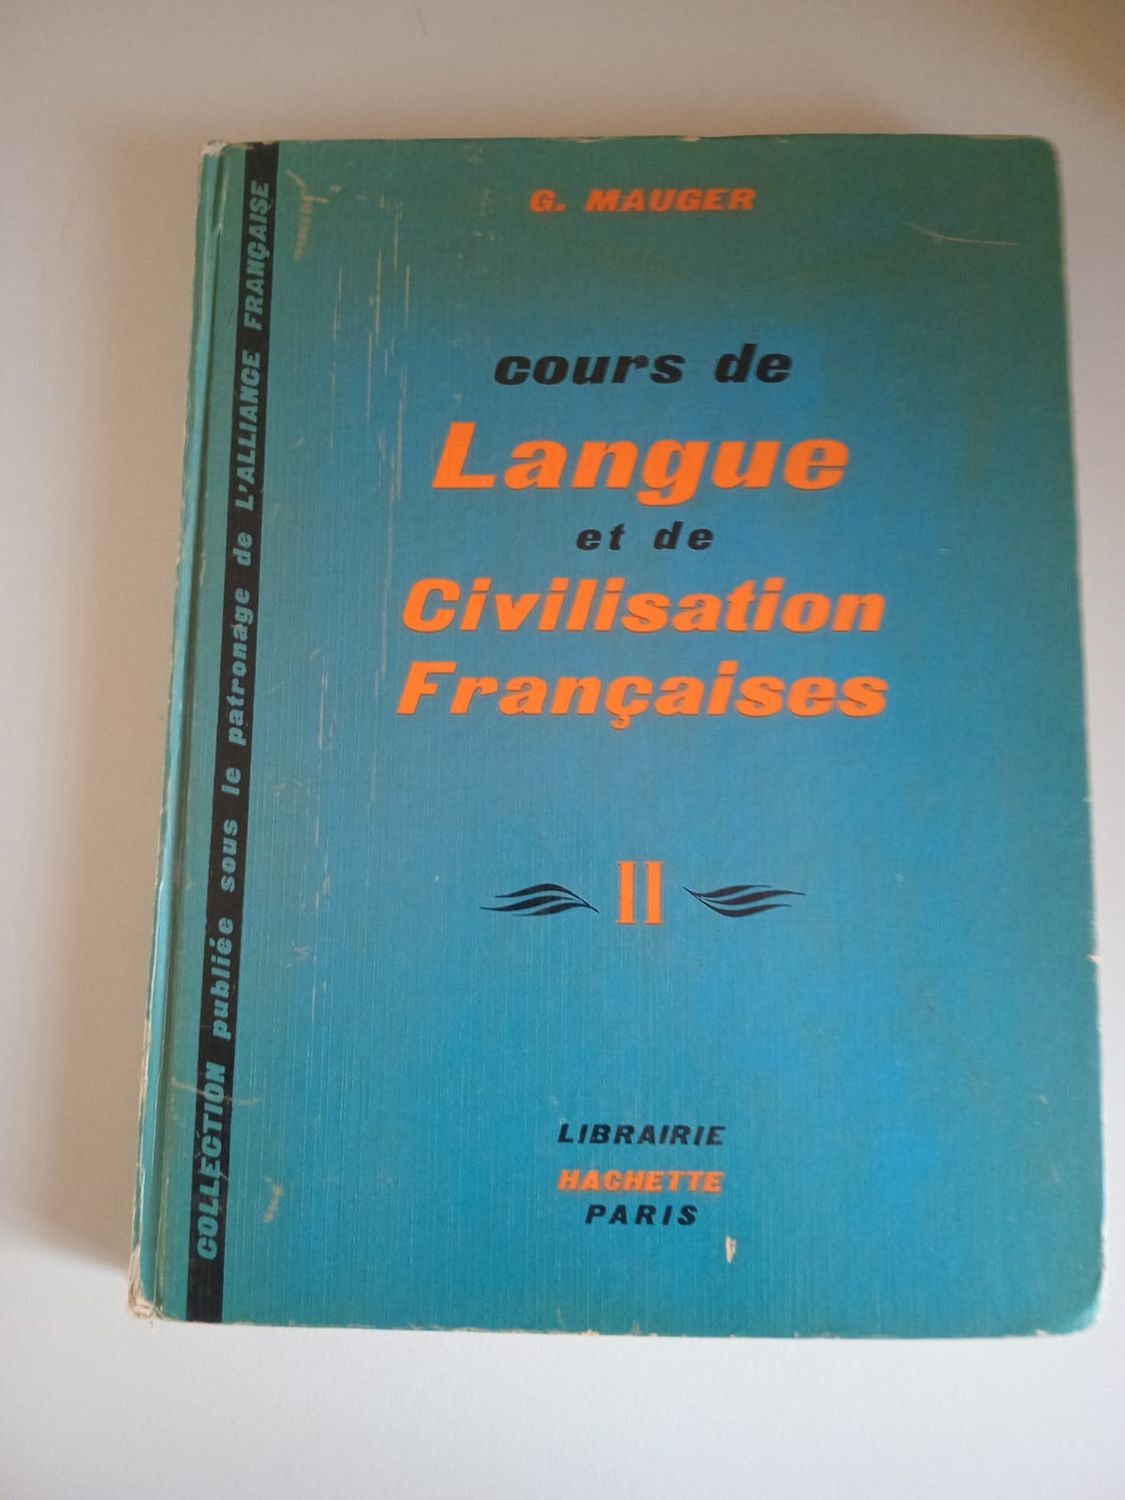 G. MAUGER
cours de
Langue
et de
Civilisation
Françaises
II
LIBRAIRIE
HACHETTE
PARIS
COLLECTION publiée sous le patronage de L'ALLIANCE FRANÇAISE